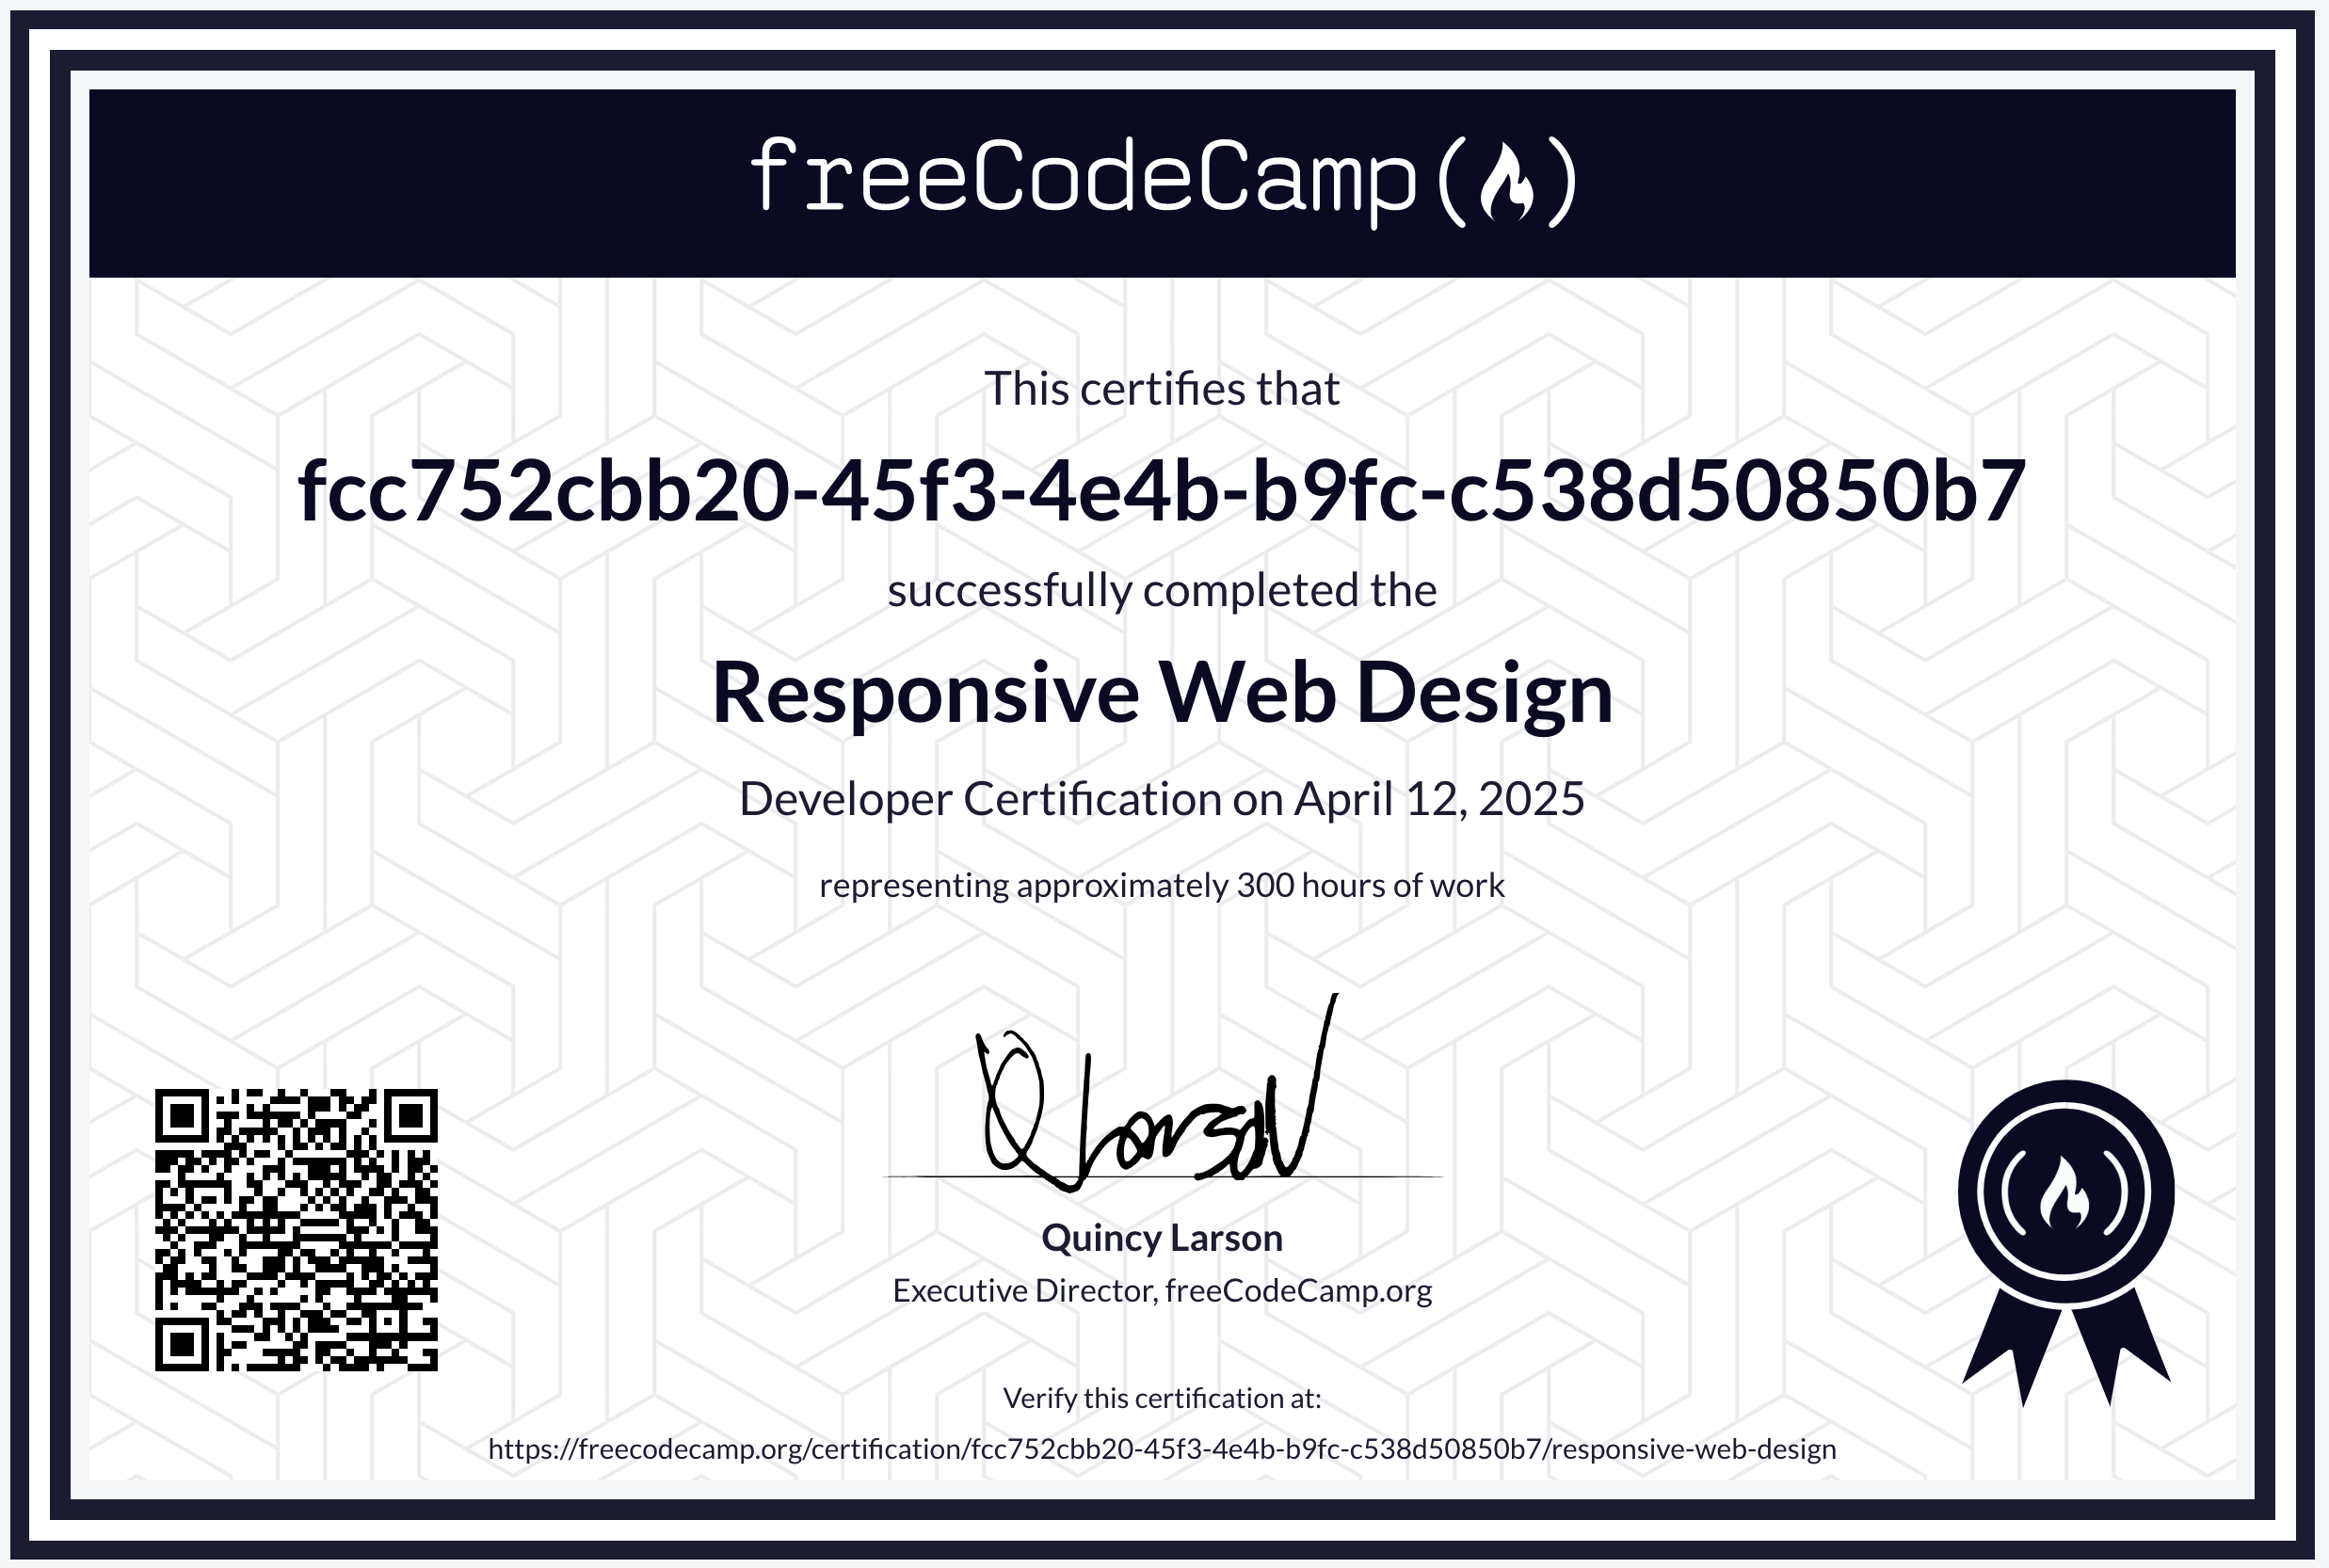 freeCodeCamp
This certifies that
fcc752cbb20-45f3-4e4b-b9fc-c538d50850b7
successfully completed the
Responsive Web Design
Developer Certification on April 12, 2025
representing approximately 300 hours of work
Quincy Larson
Executive Director, freeCodeCamp.org
Verify this certification at:
https://freecodecamp.org/certification/fcc752cbb20-45f3-4e4b-b9fc-c538d50850b7/responsive-web-design